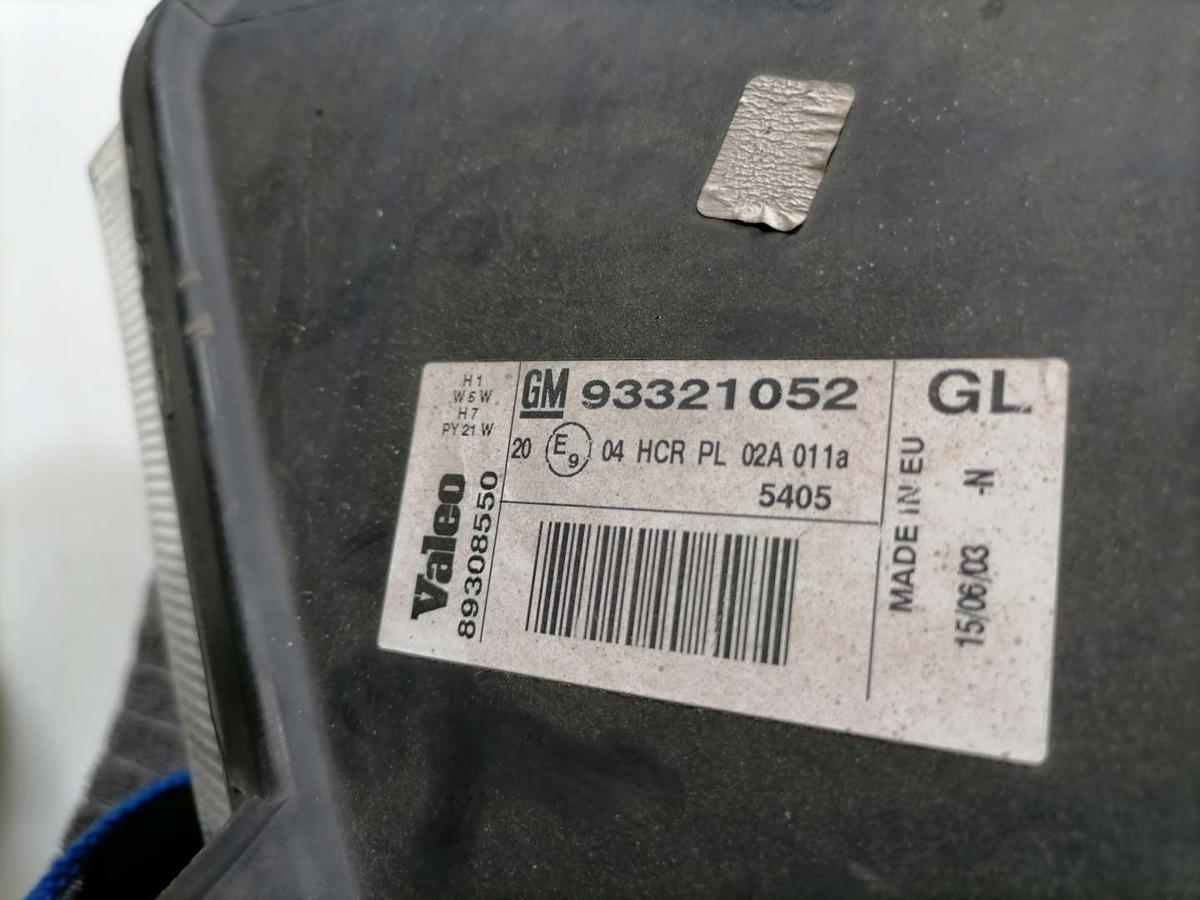 H1
W5W
H7
PY21W
Valeo
89308550
GM 93321052
20 E9 04 HCR PL 02A 011a
5405
GL
MADE IN EU
15/06/03 -N